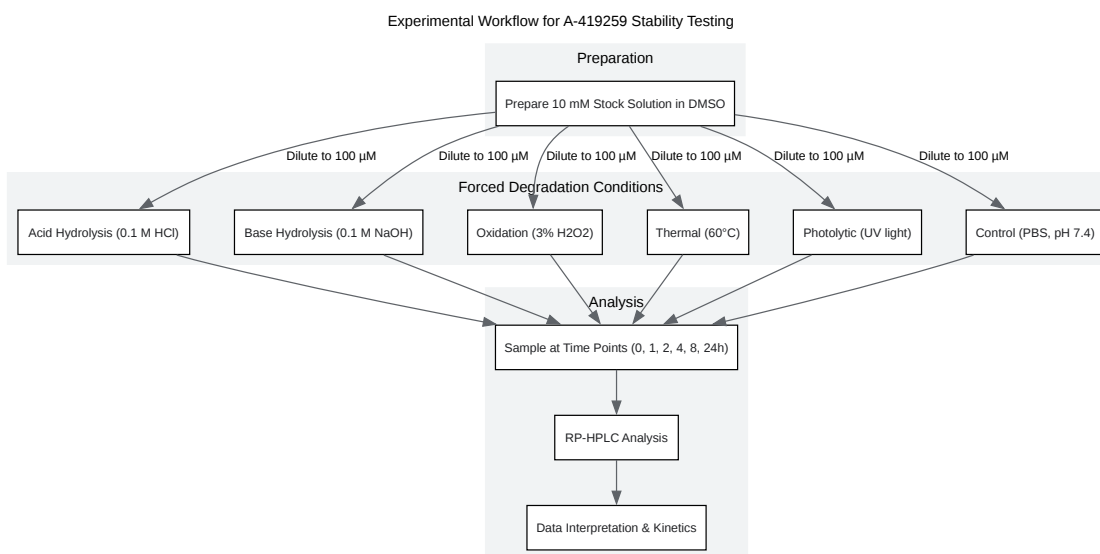 Experimental Workflow for A-419259 Stability Testing
Preparation
Prepare 10 mM Stock Solution in DMSO
Dilute to 100 µM
Dilute to 100 µM
Dilute to 100 µM
Dilute to 100 µM
Dilute to 100 µM
Dilute to 100 µM
Forced Degradation Conditions
Acid Hydrolysis (0.1 M HCl)
Base Hydrolysis (0.1 M NaOH)
Oxidation (3% H2O2)
Thermal (60°C)
Photolytic (UV light)
Control (PBS, pH 7.4)
Analysis
Sample at Time Points (0, 1, 2, 4, 8, 24h)
RP-HPLC Analysis
Data Interpretation & Kinetics